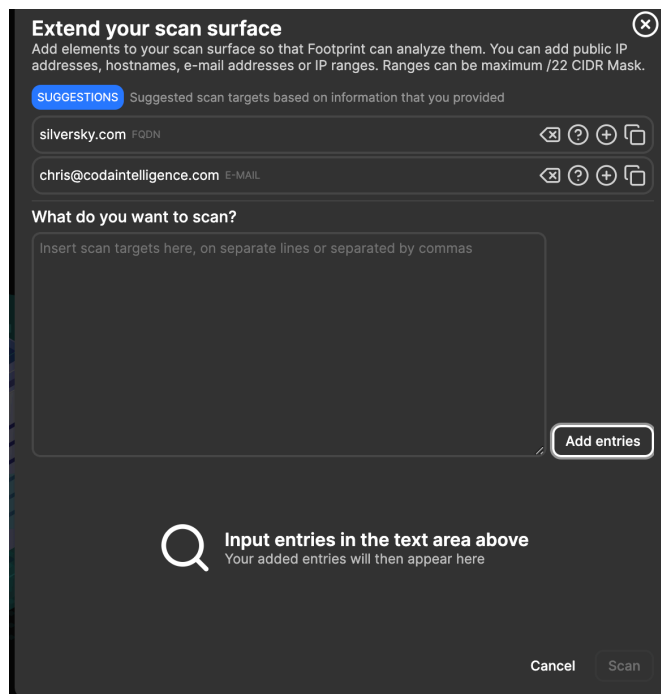 Extend your scan surface
Add elements to your scan surface so that Footprint can analyze them. You can add public IP
addresses, hostnames, e-mail addresses or IP ranges. Ranges can be maximum /22 CIDR Mask.
SUGGESTIONS Suggested scan targets based on information that you provided
silversky.com FQDN
chris@codaintelligence.com E-MAIL
What do you want to scan?
Insert scan targets here, on separate lines or separated by commas
Add entries
Input entries in the text area above
Your added entries will then appear here
Cancel Scan